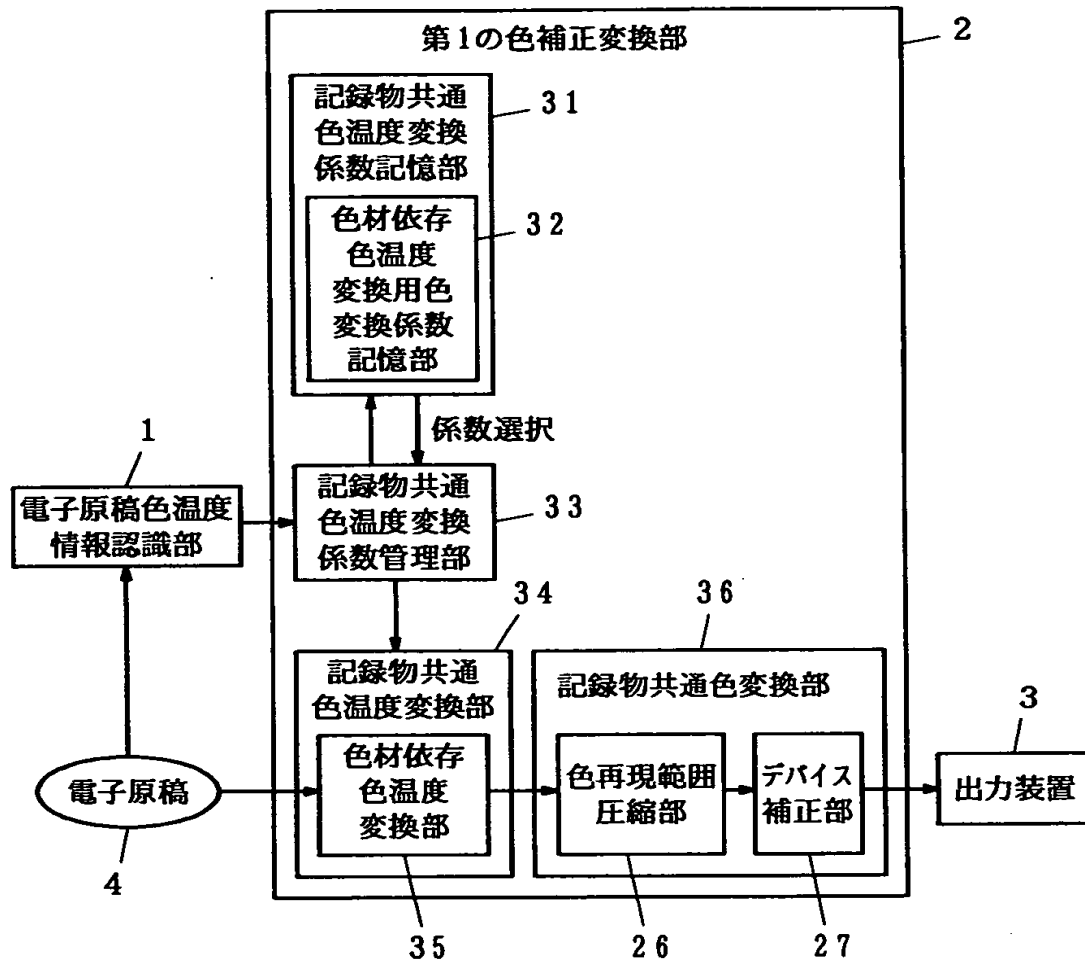 第1の色補正変換部
2
記録物共通
色温度変換
係数記憶部
31
色材依存
色温度
変換用色
変換係数
記憶部
32
係数選択
1
電子原稿色温度
情報認識部
記録物共通
色温度変換
係数管理部
33
34
記録物共通
色温度変換部
色材依存
色温度
変換部
35
36
記録物共通色変換部
色再現範囲
圧縮部
26
デバイス
補正部
27
3
出力装置
電子原稿
4